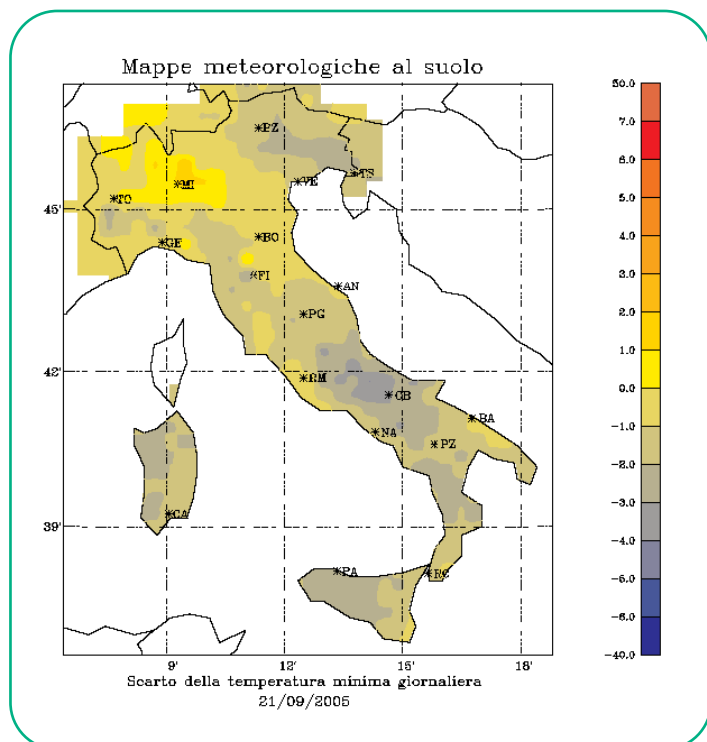 Mappe meteorologiche al suolo
50.0
7.0
PZ
6.0
TS
MI
VE
5.0
TO
45'
BO
GE
4.0
FI
3.0
AN
PG
2.0
1.0
42'
RM
0.0
CB
BA
-1.0
NA
PZ
-2.0
-3.0
CA
39'
-4.0
PA
RC
-5.0
-6.0
-40.0
9'
12'
15'
18'
Scarto della temperatura minima giornaliera
21/09/2005